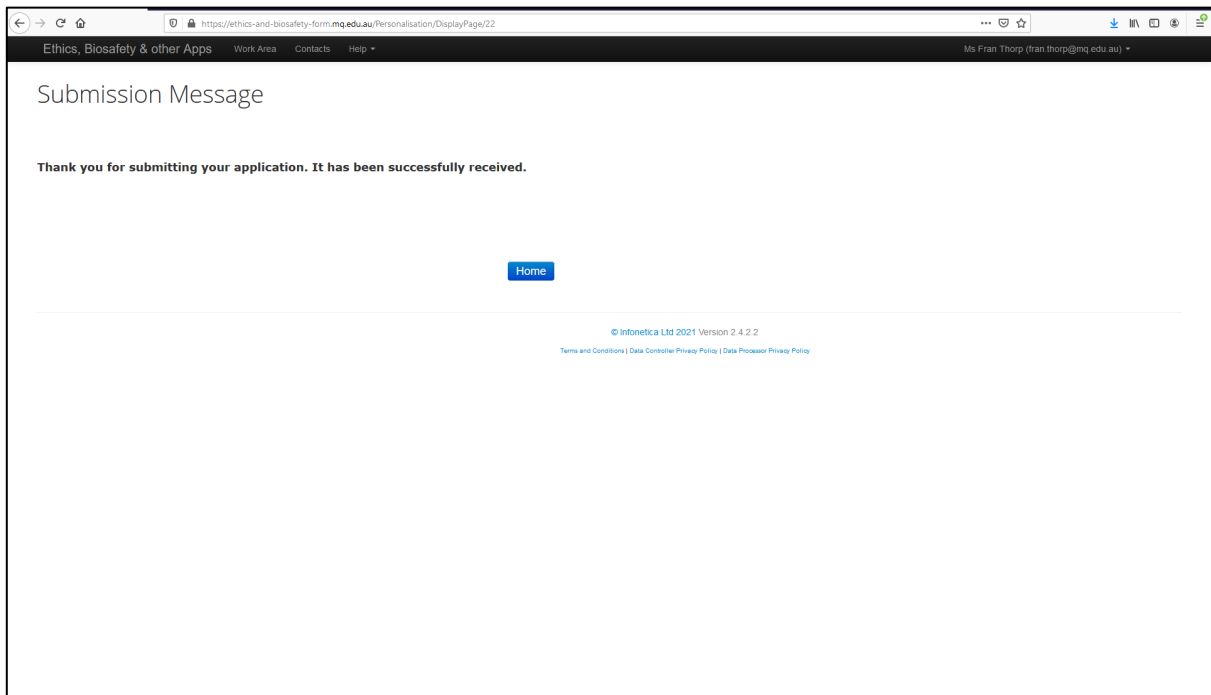 https://ethics-and-biosafety-form.mq.edu.au/Personalisation/DisplayPage/22
Ethics, Biosafety & other Apps Work Area Contacts Help Ms Fran Thorp (fran.thorp@mq.edu.au)
Submission Message
Thank you for submitting your application. It has been successfully received.
Home
© Infonetica Ltd 2021 Version 2.4.2.2
Terms and Conditions | Data Controller Privacy Policy | Data Processor Privacy Policy